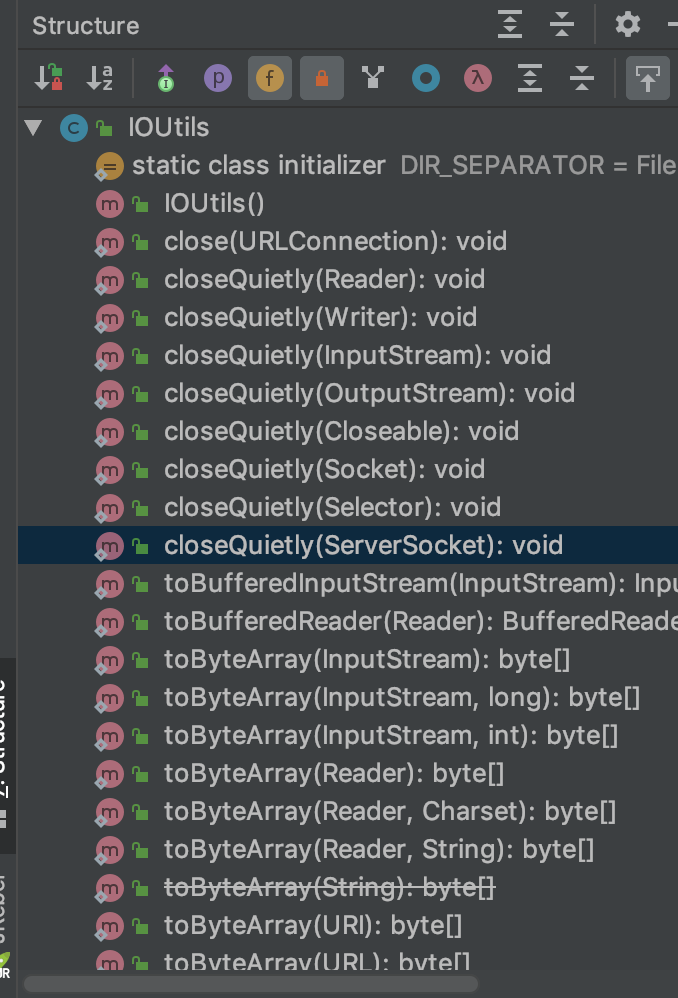 Structure
IOUtils
static class initializer DIR_SEPARATOR = File
IOUtils()
close(URLConnection): void
closeQuietly(Reader): void
closeQuietly(Writer): void
closeQuietly(InputStream): void
closeQuietly(OutputStream): void
closeQuietly(Closeable): void
closeQuietly(Socket): void
closeQuietly(Selector): void
closeQuietly(ServerSocket): void
toBufferedInputStream(InputStream): Inpu
toBufferedReader(Reader): BufferedReade
toByteArray(InputStream): byte[]
toByteArray(InputStream, long): byte[]
toByteArray(InputStream, int): byte[]
toByteArray(Reader): byte[]
toByteArray(Reader, Charset): byte[]
toByteArray(Reader, String): byte[]
toByteArray(String): byte[]
toByteArray(URI): byte[]
toByteArray(URL): byte[]